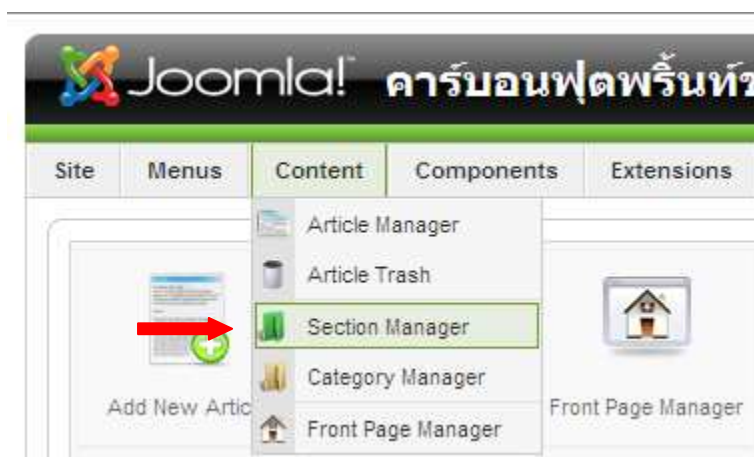 Joomla! คาร์บอนฟุตพริ้นท์ข
Site Menus Content Components Extensions
Article Manager
Article Trash
Section Manager
Category Manager
Add New Artic
Front Page Manager
Front Page Manager